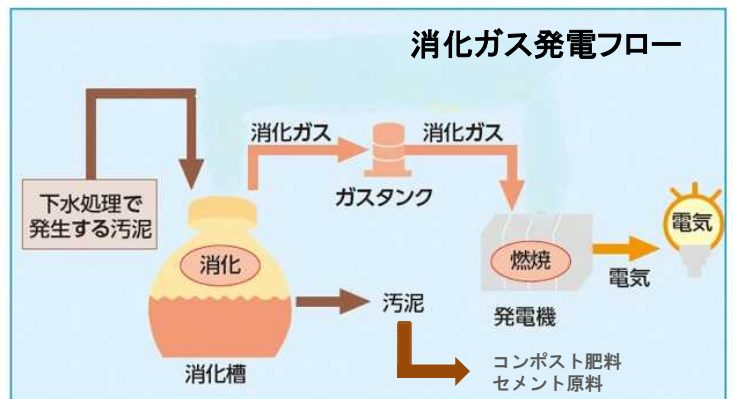 消化ガス発電フロー
消化ガス
消化ガス
ガスタンク
下水処理で
発生する汚泥
電気
消化
燃焼
電気
汚泥
発電機
消化槽
コンポスト肥料
セメント原料